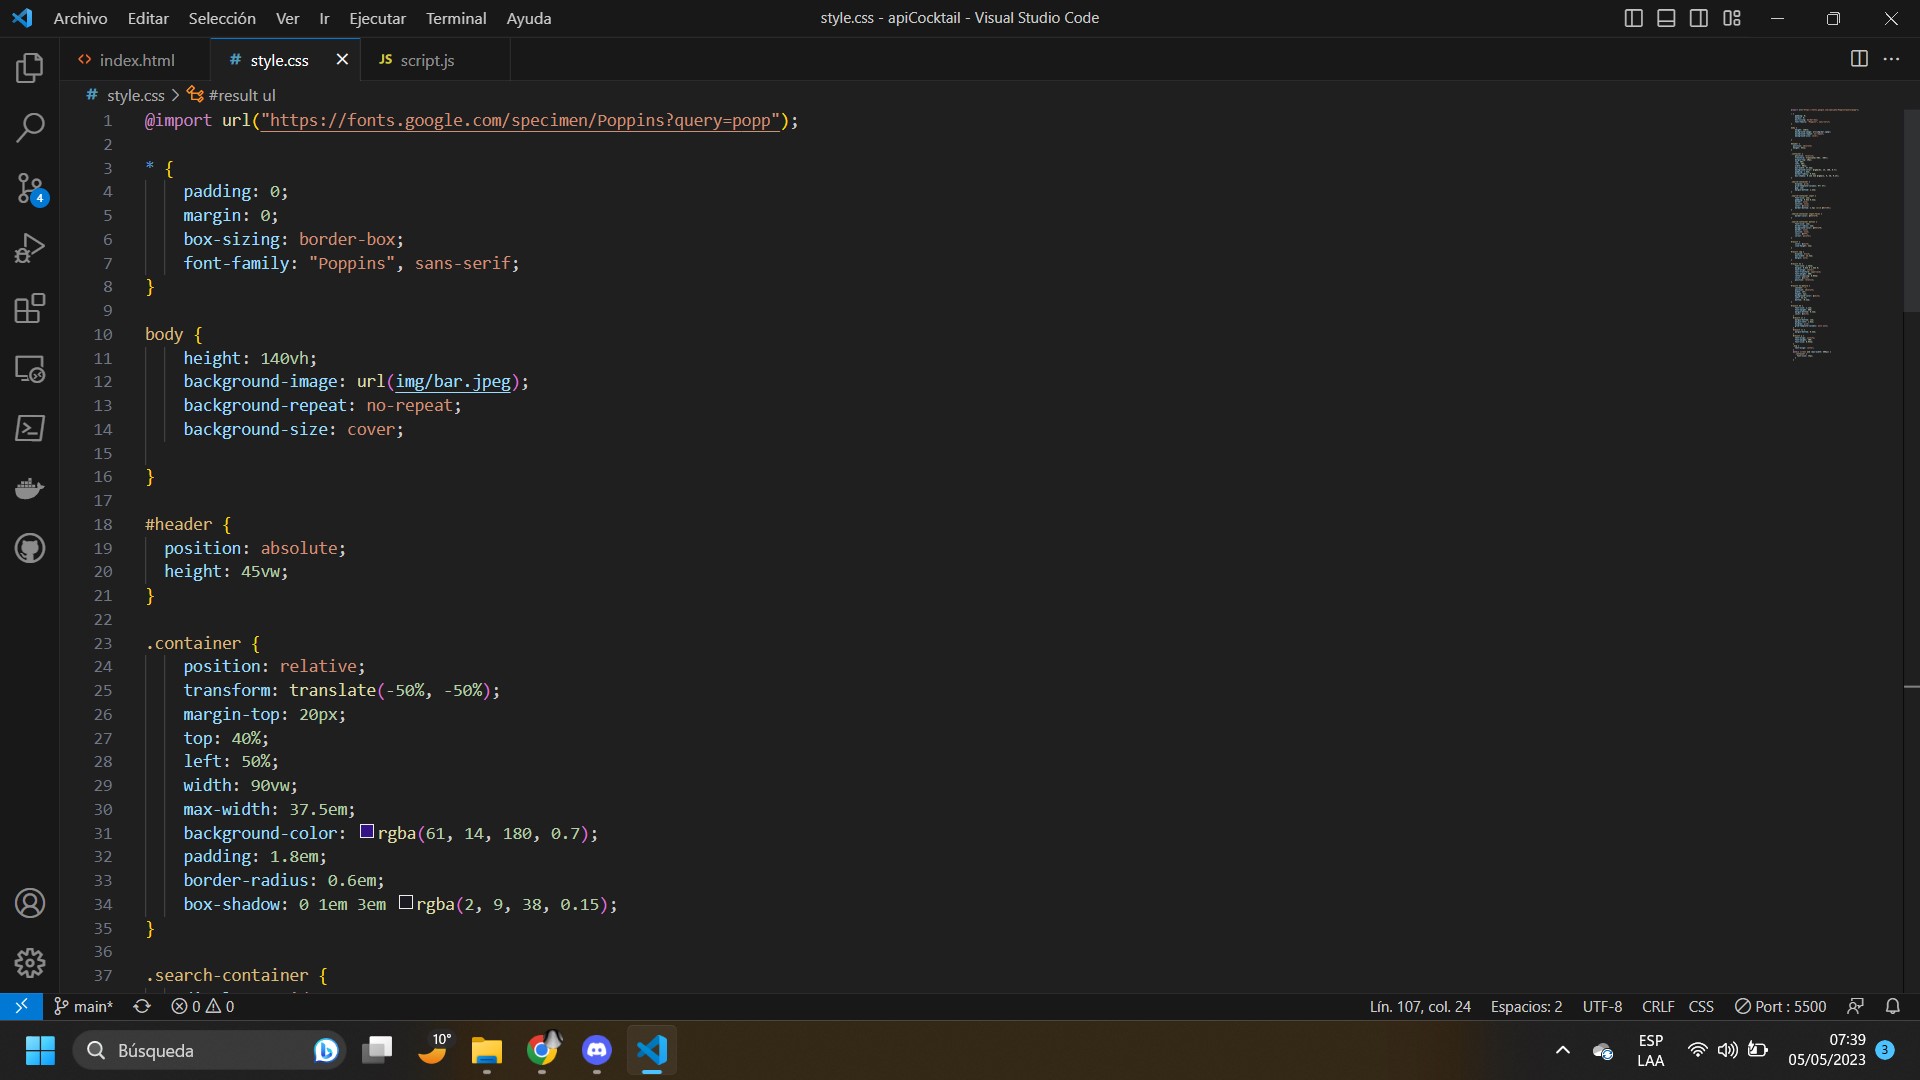 Archivo Editar Selección Ver Ir Ejecutar Terminal Ayuda
style.css - apiCocktail - Visual Studio Code
index.html
# style.css
JS script.js
# style.css > #result ul
1 @import url("https://fonts.google.com/specimen/Poppins?query=popp");
2
3 * {
4 padding: 0;
5 margin: 0;
6 box-sizing: border-box;
7 font-family: "Poppins", sans-serif;
8 }
9
10 body {
11 height: 140vh;
12 background-image: url(img/bar.jpeg);
13 background-repeat: no-repeat;
14 background-size: cover;
15
16 }
17
18 #header {
19 position: absolute;
20 height: 45vw;
21 }
22
23 .container {
24 position: relative;
25 transform: translate(-50%, -50%);
26 margin-top: 20px;
27 top: 40%;
28 left: 50%;
29 width: 90vw;
30 max-width: 37.5em;
31 background-color: rgba(61, 14, 180, 0.7);
32 padding: 1.8em;
33 border-radius: 0.6em;
34 box-shadow: 0 1em 3em rgba(2, 9, 38, 0.15);
35 }
36
37 .search-container {
4
main* 0 0
Lín. 107, col. 24 Espacios: 2 UTF-8 CRLF CSS Port : 5500
Búsqueda
10°
ESP
LAA
07:39
05/05/2023
3